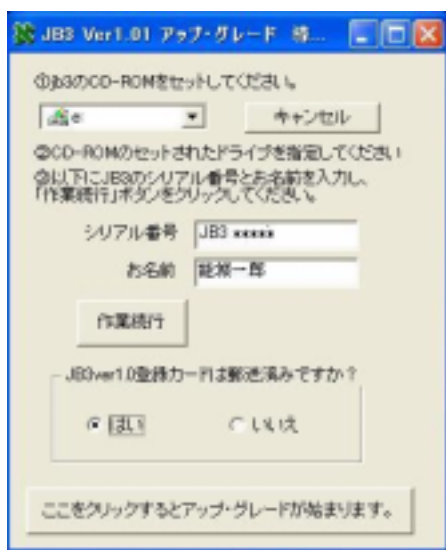 JB3 Ver1.01 アップ・グレード
①jb3のCD-ROMをセットしてください。
e:
キャンセル
②CD-ROMのセットされたドライブを指定してください
③以下にJB3のシリアル番号とお名前を入力し、
「作業続行」ボタンをクリックしてください。
シリアル番号
JB3 *****
お名前
一郎
作業続行
JB3ver1.0登録カードは郵送済みですか？
はい
いいえ
ここをクリックするとアップ・グレードが始まります。